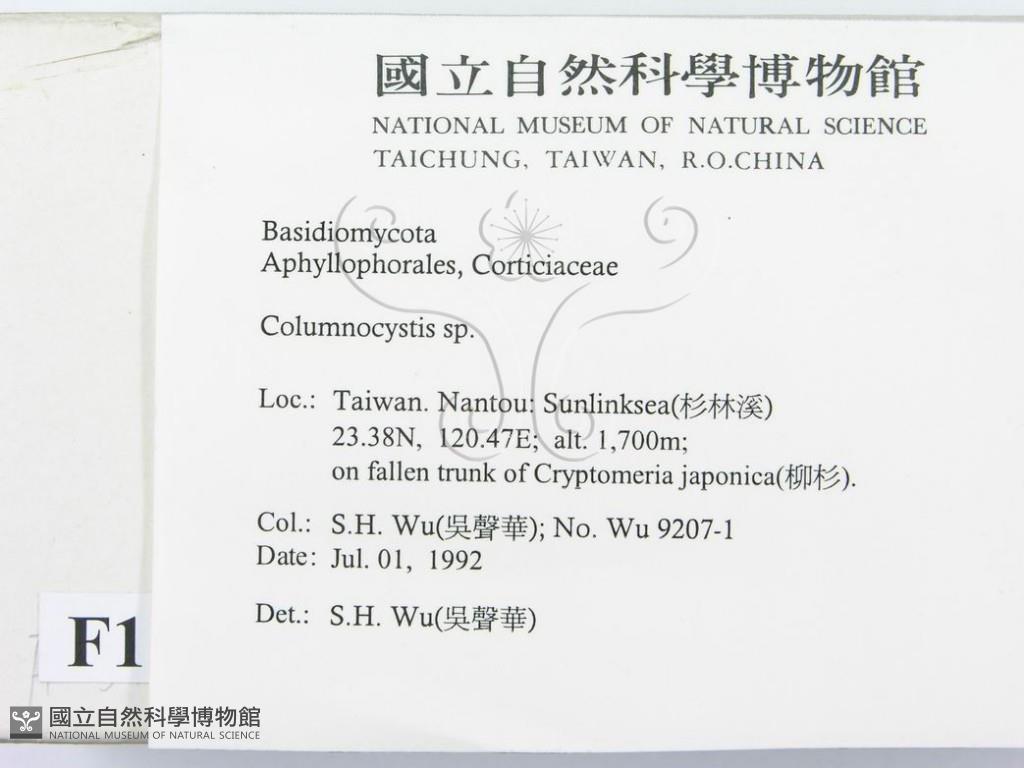 國立自然科學博物館
NATIONAL MUSEUM OF NATURAL SCIENCE
TAICHUNG, TAIWAN, R.O.CHINA
Basidiomycota
Aphyllophorales, Corticiaceae
Columnocystis sp.
Loc.: Taiwan. Nantou: Sunlinksea(杉林溪)
23.38N, 120.47E; alt. 1,700m;
on fallen trunk of Cryptomeria japonica(柳杉).
Col.: S.H. Wu(吳聲華); No. Wu 9207-1
Date: Jul. 01, 1992
Det.: S.H. Wu(吳聲華)
F1
國立自然科學博物館
NATIONAL MUSEUM OF NATURAL SCIENCE